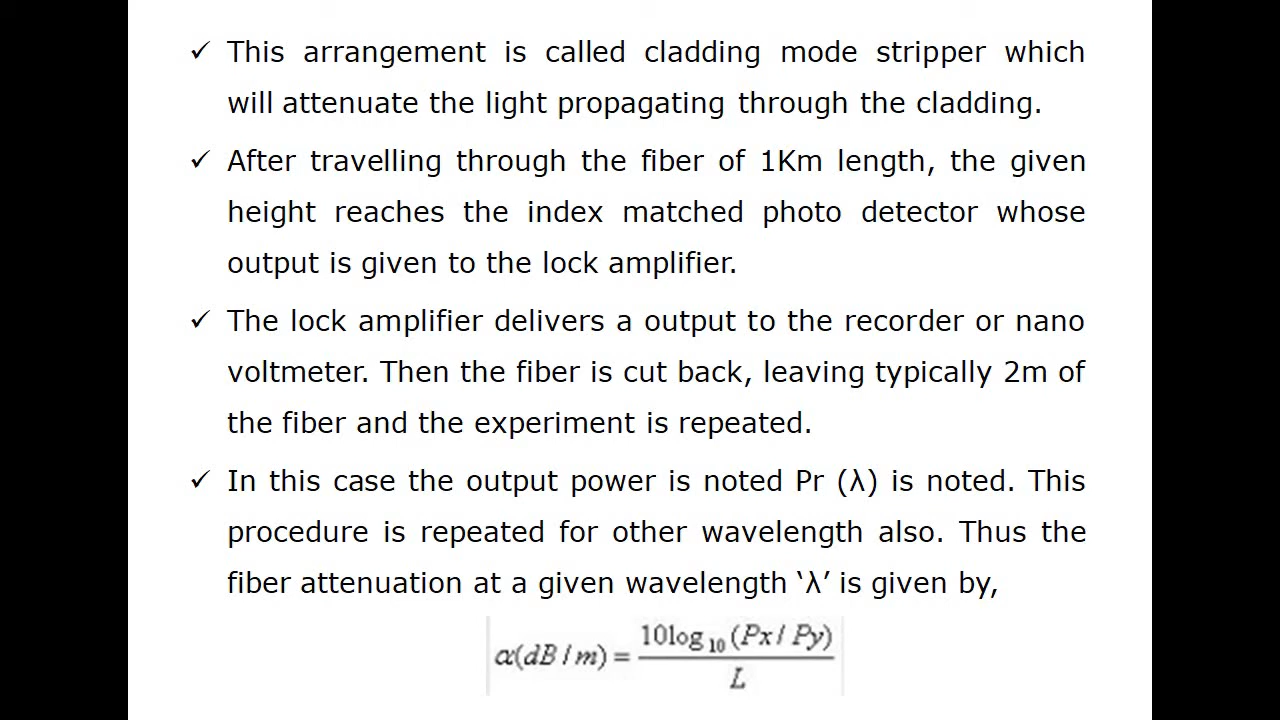 ✓ This arrangement is called cladding mode stripper which
will attenuate the light propagating through the cladding.
✓ After travelling through the fiber of 1Km length, the given
height reaches the index matched photo detector whose
output is given to the lock amplifier.
✓ The lock amplifier delivers a output to the recorder or nano
voltmeter. Then the fiber is cut back, leaving typically 2m of
the fiber and the experiment is repeated.
✓ In this case the output power is noted Pr (λ) is noted. This
procedure is repeated for other wavelength also. Thus the
fiber attenuation at a given wavelength ‘λ’ is given by,
α(dB / m) = 10log₁₀ (Px / Py) / L